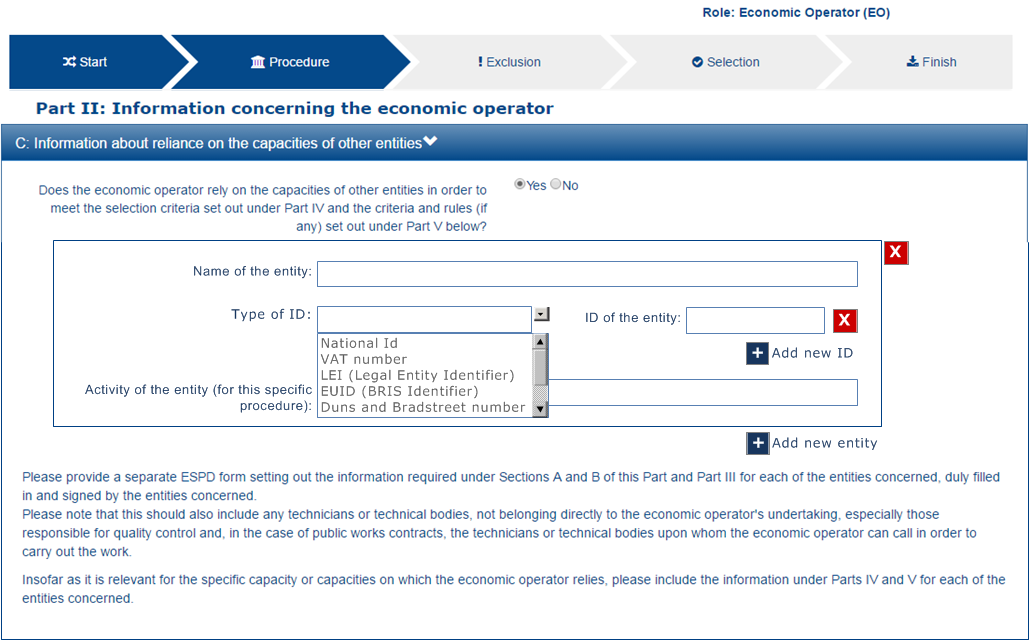 Role: Economic Operator (EO)
Start
Procedure
Exclusion
Selection
Finish
Part II: Information concerning the economic operator
C: Information about reliance on the capacities of other entities
Does the economic operator rely on the capacities of other entities in order to
meet the selection criteria set out under Part IV and the criteria and rules (if
any) set out under Part V below?
Yes No
X
Name of the entity:
Type of ID:
ID of the entity:
X
National Id
VAT number
LEI (Legal Entity Identifier)
EUID (BRIS Identifier)
Duns and Bradstreet number
+ Add new ID
Activity of the entity (for this specific
procedure):
+ Add new entity
Please provide a separate ESPD form setting out the information required under Sections A and B of this Part and Part III for each of the entities concerned, duly filled
in and signed by the entities concerned.
Please note that this should also include any technicians or technical bodies, not belonging directly to the economic operator's undertaking, especially those
responsible for quality control and, in the case of public works contracts, the technicians or technical bodies upon whom the economic operator can call in order to
carry out the work.
Insofar as it is relevant for the specific capacity or capacities on which the economic operator relies, please include the information under Parts IV and V for each of the
entities concerned.